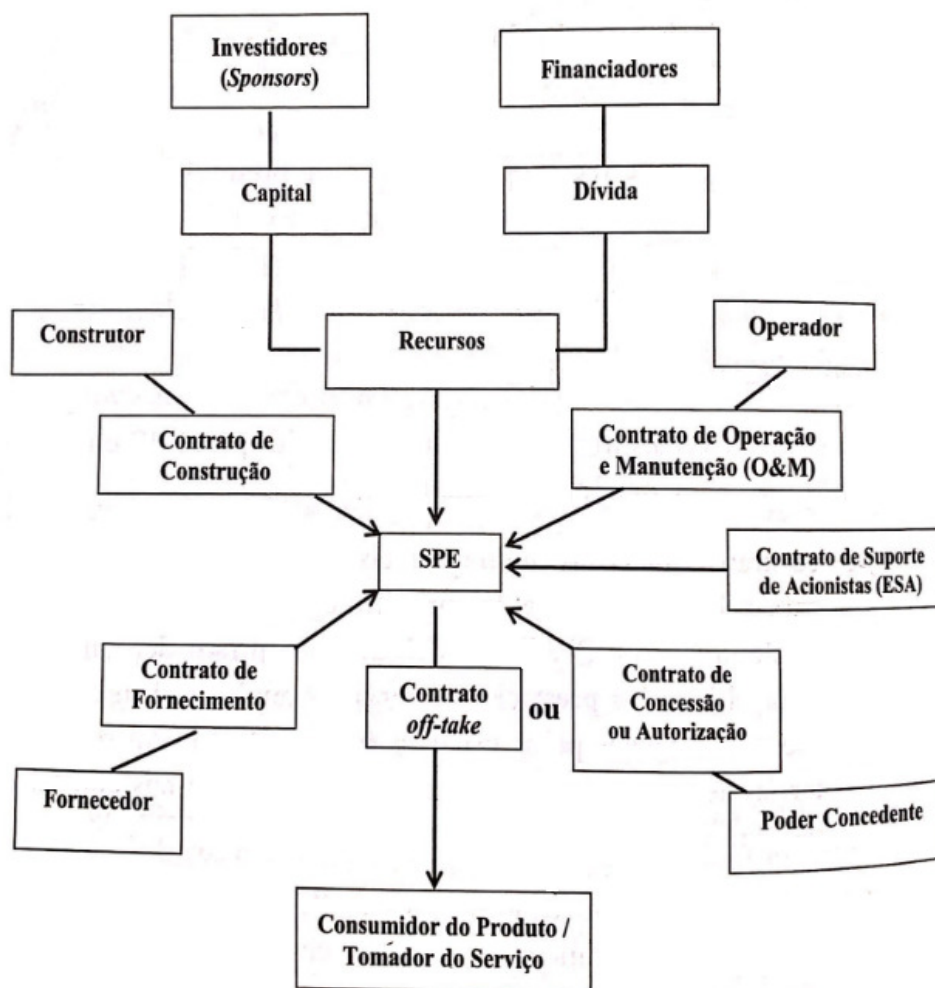 Investidores
(Sponsors)
Financiadores
Capital
Dívida
Construtor
Recursos
Operador
Contrato de
Construção
Contrato de Operação
e Manutenção (O&M)
SPE
Contrato de Suporte
de Acionistas (ESA)
Contrato de
Fornecimento
Contrato
off-take
ou
Contrato de
Concessão
ou Autorização
Fornecedor
Poder Concedente
Consumidor do Produto /
Tomador do Serviço